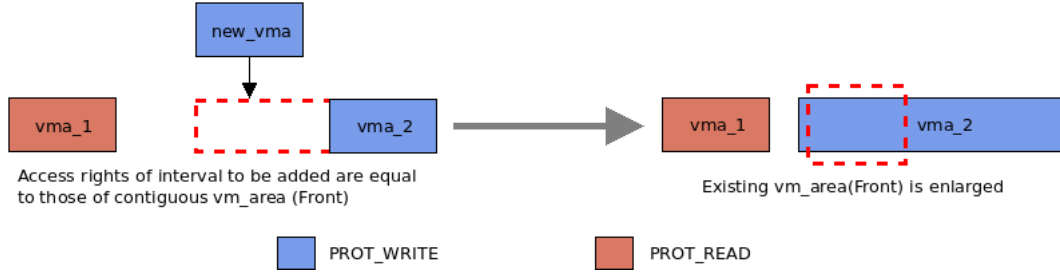 new_vma
vma_1
vma_2
vma_1
vma_2
Access rights of interval to be added are equal
to those of contiguous vm_area (Front)
Existing vm_area(Front) is enlarged
PROT_WRITE
PROT_READ